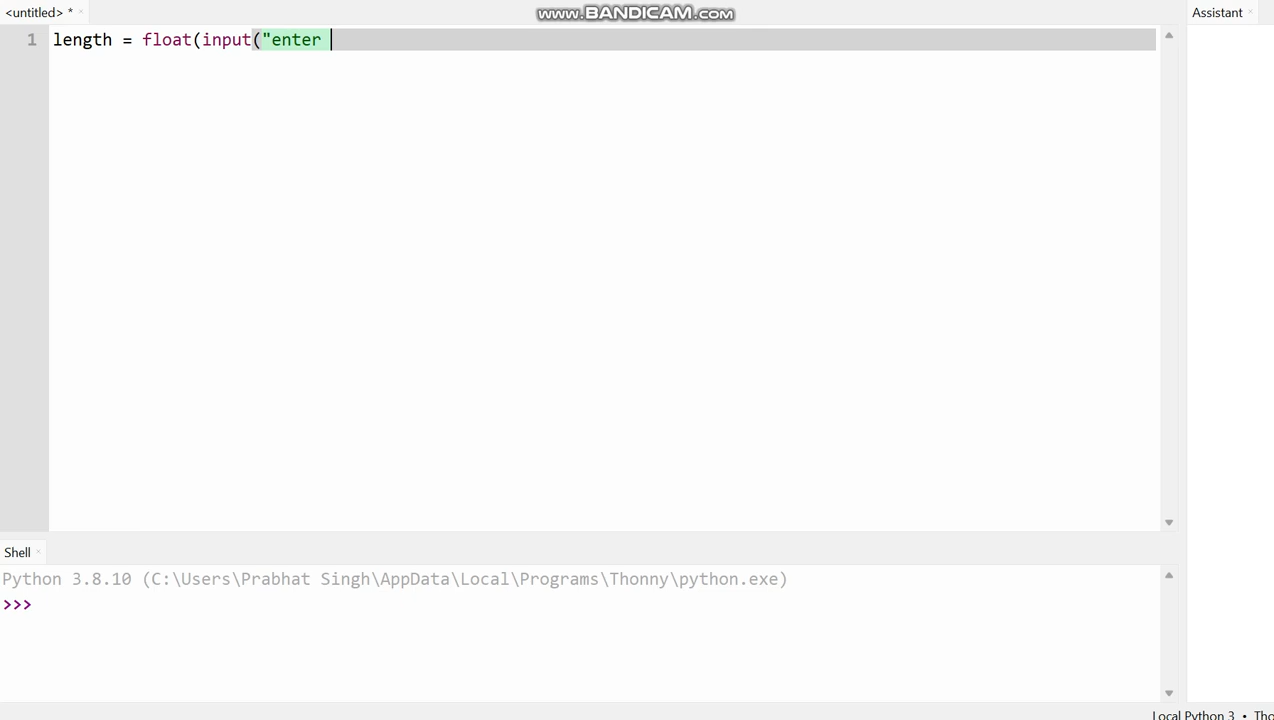 <untitled> *
www.BANDICAM.com
Assistant
1 length = float(input("enter
Shell
Python 3.8.10 (C:\Users\Prabhat Singh\AppData\Local\Programs\Thonny\python.exe)
>>>
Local Python 3 • Tho